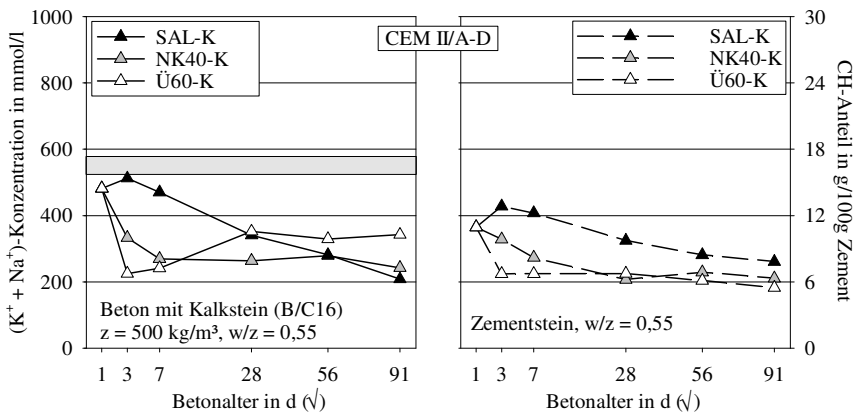 CEM II/A-D
(K⁺ + Na⁺)-Konzentration in mmol/l
1000
800
600
400
200
0
SAL-K
NK40-K
Ü60-K
Beton mit Kalkstein (B/C16)
z = 500 kg/m³, w/z = 0,55
1 3 7 28 56 91
Betonalter in d (√)
SAL-K
NK40-K
Ü60-K
Zementstein, w/z = 0,55
1 3 7 28 56 91
Betonalter in d (√)
30
24
18
12
6
0
CH-Anteil in g/100g Zement